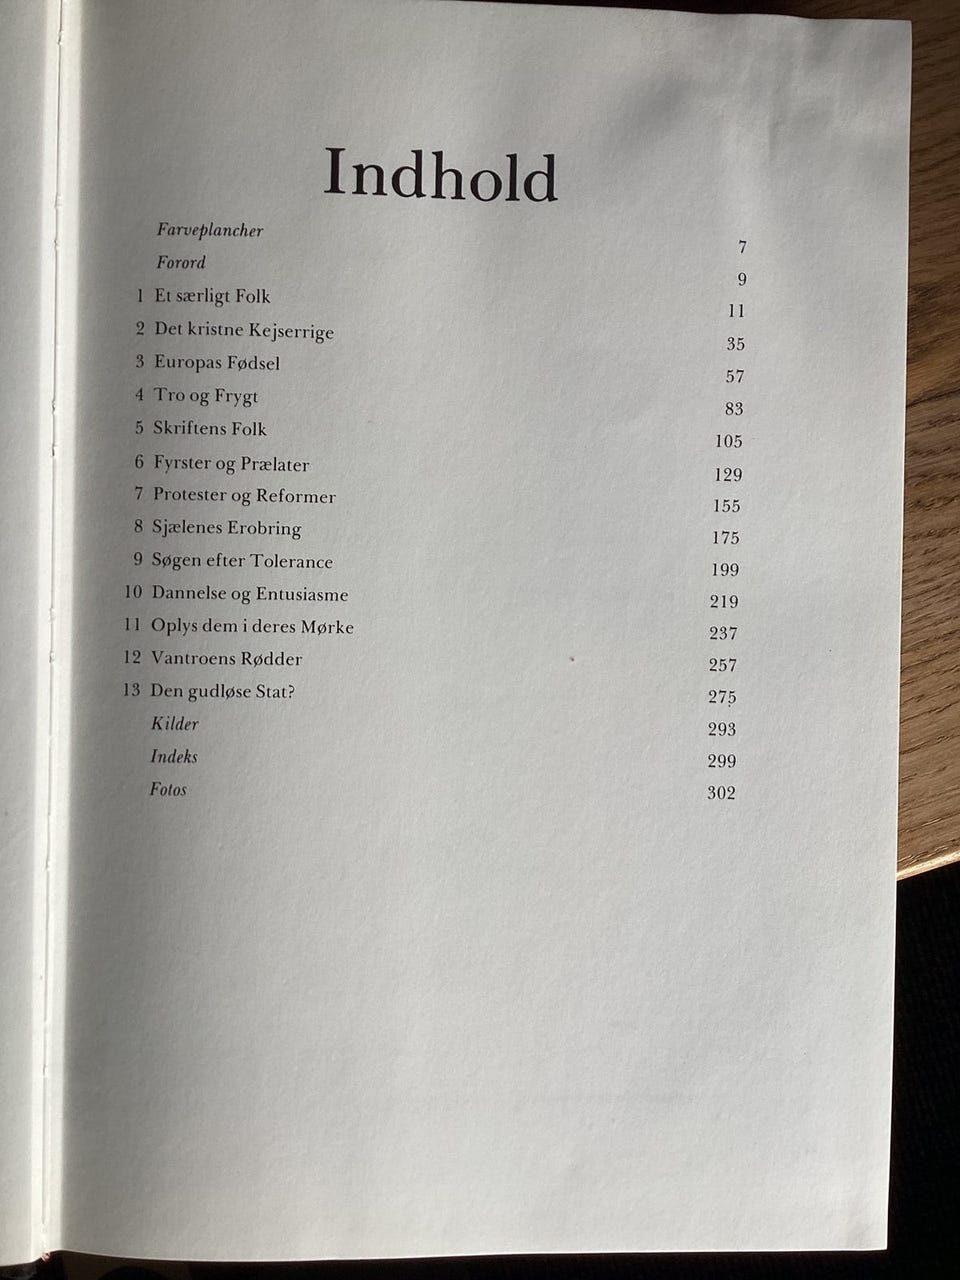 Indhold
Farveplancher 7
Forord 9
1 Et særligt Folk 11
2 Det kristne Kejserrige 35
3 Europas Fødsel 57
4 Tro og Frygt 83
5 Skriftens Folk 105
6 Fyrster og Prælater 129
7 Protester og Reformer 155
8 Sjælenes Erobring 175
9 Søgen efter Tolerance 199
10 Dannelse og Entusiasme 219
11 Oplys dem i deres Mørke 237
12 Vantroens Rødder 257
13 Den gudløse Stat? 275
Kilder 293
Indeks 299
Fotos 302